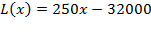 L(x) = 250x − 32000